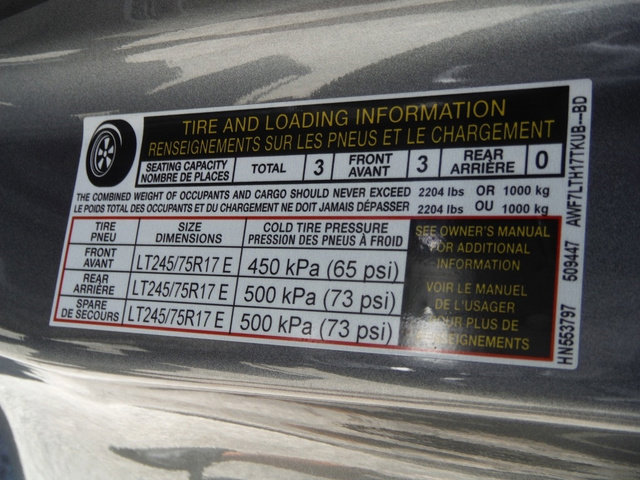 TIRE AND LOADING INFORMATION
RENSEIGNEMENTS SUR LES PNEUS ET LE CHARGEMENT
SEATING CAPACITY
NOMBRE DE PLACES
TOTAL 3
FRONT
AVANT
3
REAR
ARRIÈRE
0
THE COMBINED WEIGHT OF OCCUPANTS AND CARGO SHOULD NEVER EXCEED 2204 lbs OR 1000 kg
LE POIDS TOTAL DES OCCUPANTS ET DU CHARGEMENT NE DOIT JAMAIS DÉPASSER 2204 lbs OU 1000 kg
TIRE
PNEU
SIZE
DIMENSIONS
COLD TIRE PRESSURE
PRESSION DES PNEUS À FROID
FRONT
AVANT
LT245/75R17 E
450 kPa (65 psi)
REAR
ARRIÈRE
LT245/75R17 E
500 kPa (73 psi)
SPARE
DE SECOURS
LT245/75R17 E
500 kPa (73 psi)
SEE OWNER'S MANUAL
FOR ADDITIONAL
INFORMATION
VOIR LE MANUEL
DE L'USAGER
POUR PLUS DE
RENSEIGNEMENTS
HN553797 509447 AWF7LTH17TKUB---BD